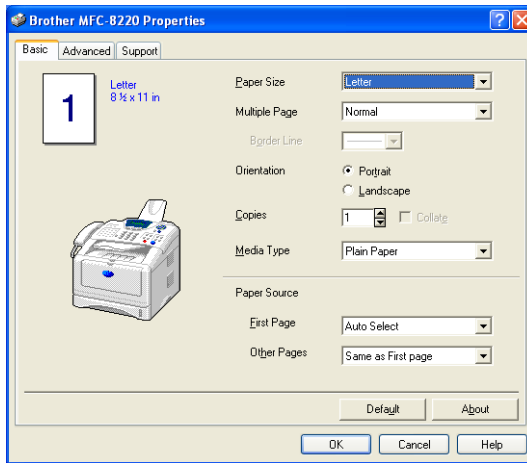 Brother MFC-8220 Properties
Basic Advanced Support
1
Letter
8 ½ x 11 in
Paper Size Letter
Multiple Page Normal
Border Line
Orientation Portrait
Landscape
Copies 1 Collate
Media Type Plain Paper
Paper Source
First Page Auto Select
Other Pages Same as First page
Default About
OK Cancel Help